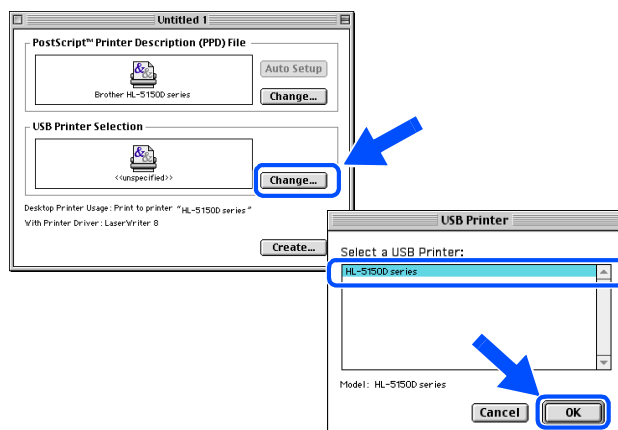 Untitled 1
PostScript™ Printer Description (PPD) File
Auto Setup
Brother HL-5150D series
Change...
USB Printer Selection
<<unspecified>>
Change...
Desktop Printer Usage: Print to printer "HL-5150D series"
With Printer Driver: LaserWriter 8
Create...
USB Printer
Select a USB Printer:
HL-5150D series
Model: HL-5150D series
Cancel
OK